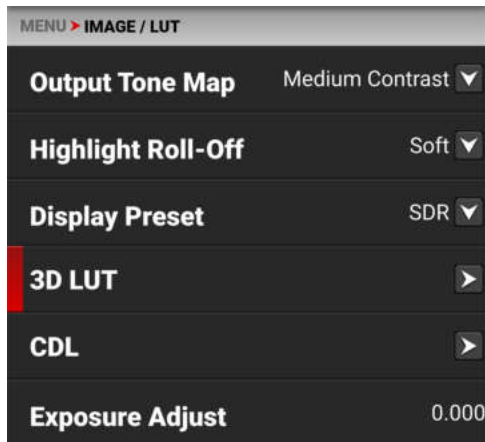 MENU > IMAGE / LUT
Output Tone Map Medium Contrast
Highlight Roll-Off Soft
Display Preset SDR
3D LUT
CDL
Exposure Adjust 0.000